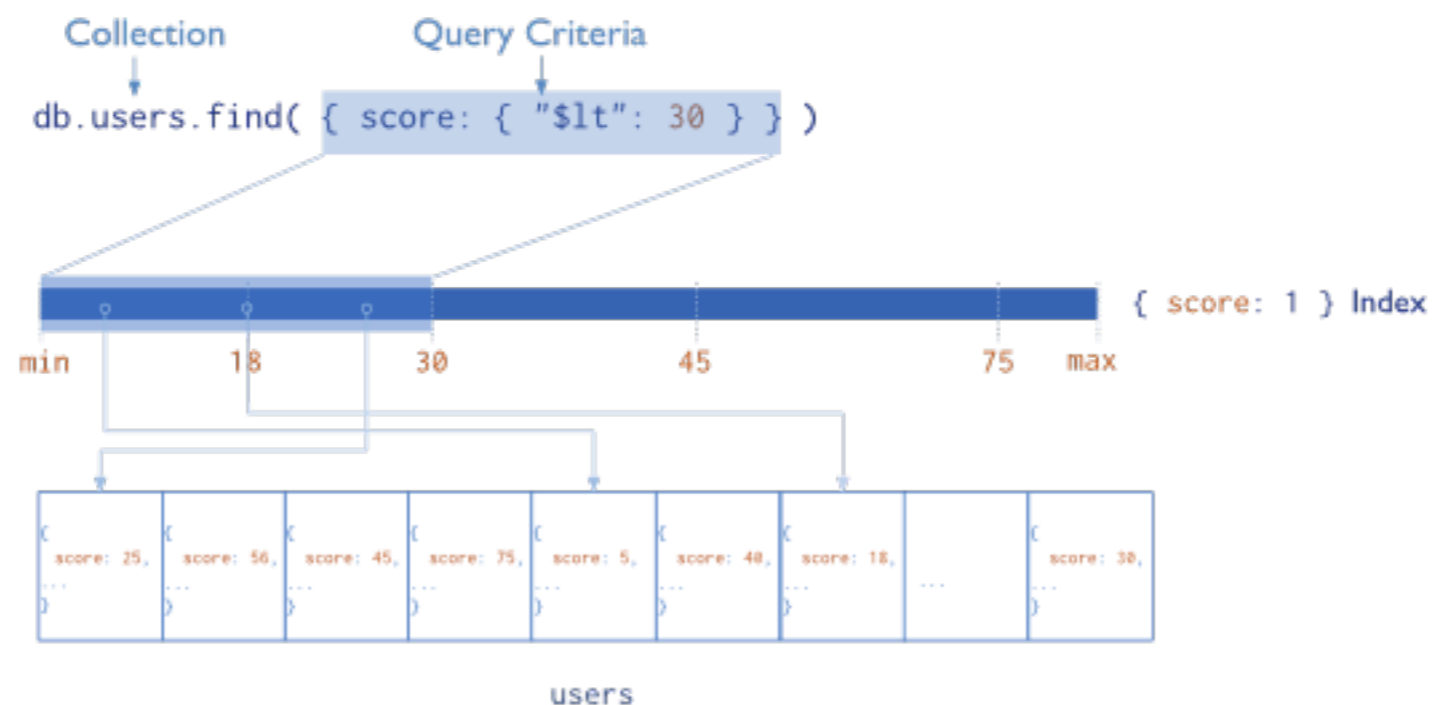 Collection Query Criteria
db.users.find( { score: { "$lt": 30 } } )
{ score: 1 } Index
min 18 30 45 75 max
{ { { { { { { {
score: 25, score: 56, score: 45, score: 75, score: 5, score: 40, score: 18, score: 30,
... ... ... ... ... ... ... ... ...
} } } } } } } }
users